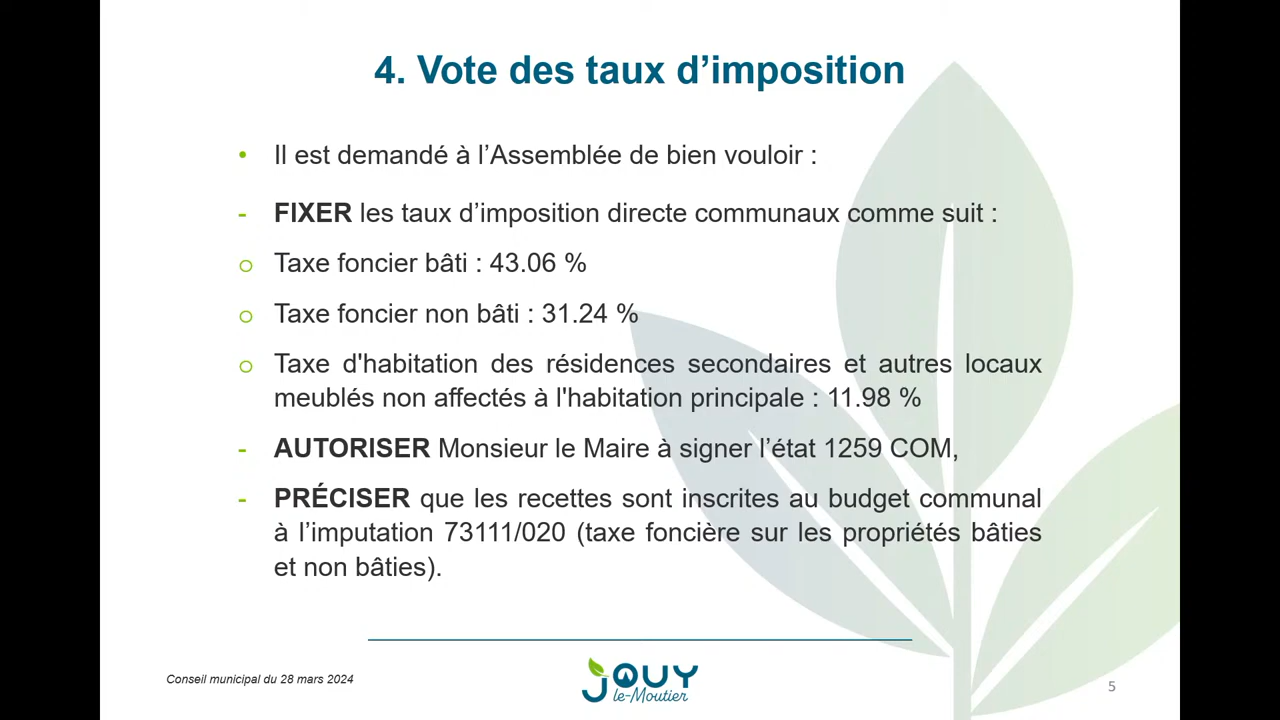 4. Vote des taux d’imposition
• Il est demandé à l’Assemblée de bien vouloir :
- FIXER les taux d’imposition directe communaux comme suit :
o Taxe foncier bâti : 43.06 %
o Taxe foncier non bâti : 31.24 %
o Taxe d'habitation des résidences secondaires et autres locaux
meublés non affectés à l'habitation principale : 11.98 %
- AUTORISER Monsieur le Maire à signer l’état 1259 COM,
- PRÉCISER que les recettes sont inscrites au budget communal
à l’imputation 73111/020 (taxe foncière sur les propriétés bâties
et non bâties).
Conseil municipal du 28 mars 2024
JOUY
le-Moutier
5